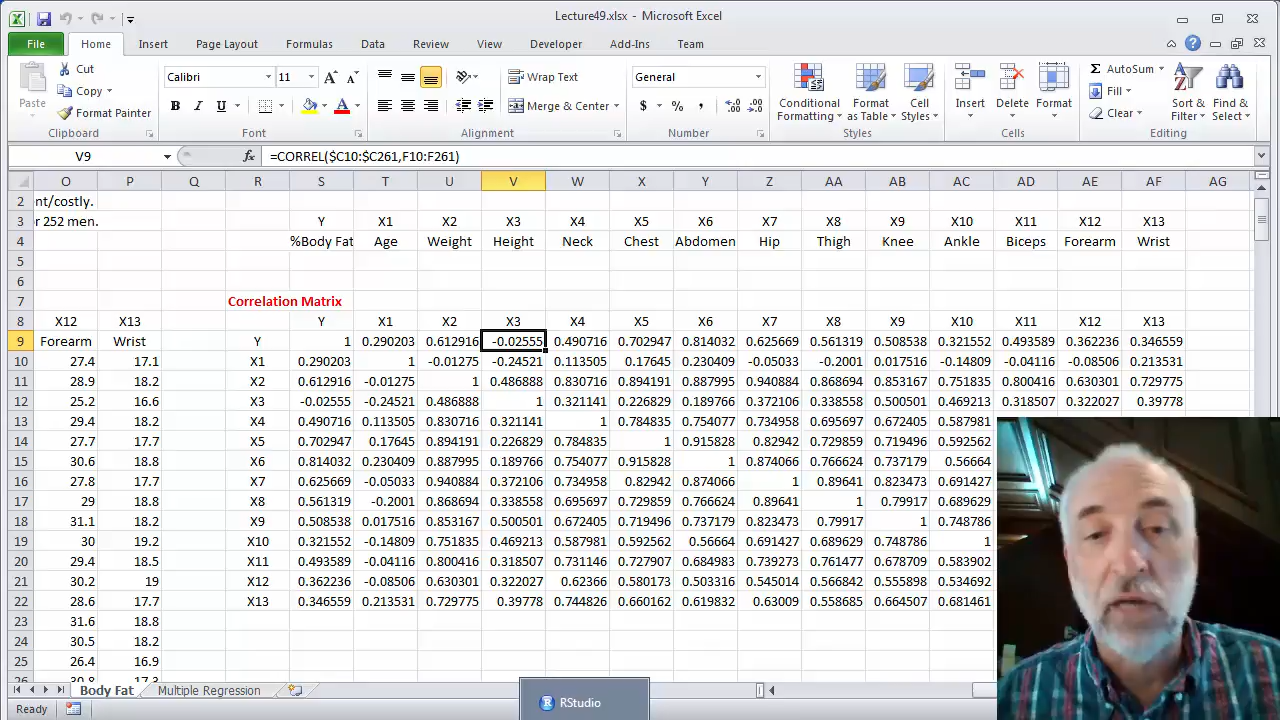 Lecture49.xlsx - Microsoft Excel
File Home Insert Page Layout Formulas Data Review View Developer Add-Ins Team
Paste Cut Calibri 11 Wrap Text General Conditional Formatting Format as Table Cell Styles Insert Delete Format AutoSum Sort & Filter Find & Select
Copy Fill
Format Painter B I U A Merge & Center $ % , Clear
Clipboard Font Alignment Number Styles Cells Editing
V9 fx =CORREL($C10:$C261,F10:F261)
O P Q R S T U V W X Y Z AA AB AC AD AE AF AG
2 nt/costly.
3 r 252 men. Y X1 X2 X3 X4 X5 X6 X7 X8 X9 X10 X11 X12 X13
4 %Body Fat Age Weight Height Neck Chest Abdomen Hip Thigh Knee Ankle Biceps Forearm Wrist
5
6
7 Correlation Matrix
8 X12 X13 Y X1 X2 X3 X4 X5 X6 X7 X8 X9 X10 X11 X12 X13
9 Forearm Wrist Y 1 0.290203 0.612916 -0.02555 0.490716 0.702947 0.814032 0.625669 0.561319 0.508538 0.321552 0.493589 0.362236 0.346559
10 27.4 17.1 X1 0.290203 1 -0.01275 -0.24521 0.113505 0.17645 0.230409 -0.05033 -0.2001 0.017516 -0.14809 -0.04116 -0.08506 0.213531
11 28.9 18.2 X2 0.612916 -0.01275 1 0.486888 0.830716 0.894191 0.887995 0.940884 0.868694 0.853167 0.751835 0.800416 0.630301 0.729775
12 25.2 16.6 X3 -0.02555 -0.24521 0.486888 1 0.321141 0.226829 0.189766 0.372106 0.338558 0.500501 0.469213 0.318507 0.322027 0.39778
13 29.4 18.2 X4 0.490716 0.113505 0.830716 0.321141 1 0.784835 0.754077 0.734958 0.695697 0.672405 0.587981
14 27.7 17.7 X5 0.702947 0.17645 0.894191 0.226829 0.784835 1 0.915828 0.82942 0.729859 0.719496 0.592562
15 30.6 18.8 X6 0.814032 0.230409 0.887995 0.189766 0.754077 0.915828 1 0.874066 0.766624 0.737179 0.56664
16 27.8 17.7 X7 0.625669 -0.05033 0.940884 0.372106 0.734958 0.82942 0.874066 1 0.89641 0.823473 0.691427
17 29 18.8 X8 0.561319 -0.2001 0.868694 0.338558 0.695697 0.729859 0.766624 0.89641 1 0.79917 0.689629
18 31.1 18.2 X9 0.508538 0.017516 0.853167 0.500501 0.672405 0.719496 0.737179 0.823473 0.79917 1 0.748786
19 30 19.2 X10 0.321552 -0.14809 0.751835 0.469213 0.587981 0.592562 0.56664 0.691427 0.689629 0.748786 1
20 29.4 18.5 X11 0.493589 -0.04116 0.800416 0.318507 0.731146 0.727907 0.684983 0.739273 0.761477 0.678709 0.583902
21 30.2 19 X12 0.362236 -0.08506 0.630301 0.322027 0.62366 0.580173 0.503316 0.545014 0.566842 0.555898 0.534692
22 28.6 17.7 X13 0.346559 0.213531 0.729775 0.39778 0.744826 0.660162 0.619832 0.63009 0.558685 0.664507 0.681461
23 31.6 18.8
24 30.5 18.2
25 26.4 16.9
Body Fat Multiple Regression RStudio
Ready